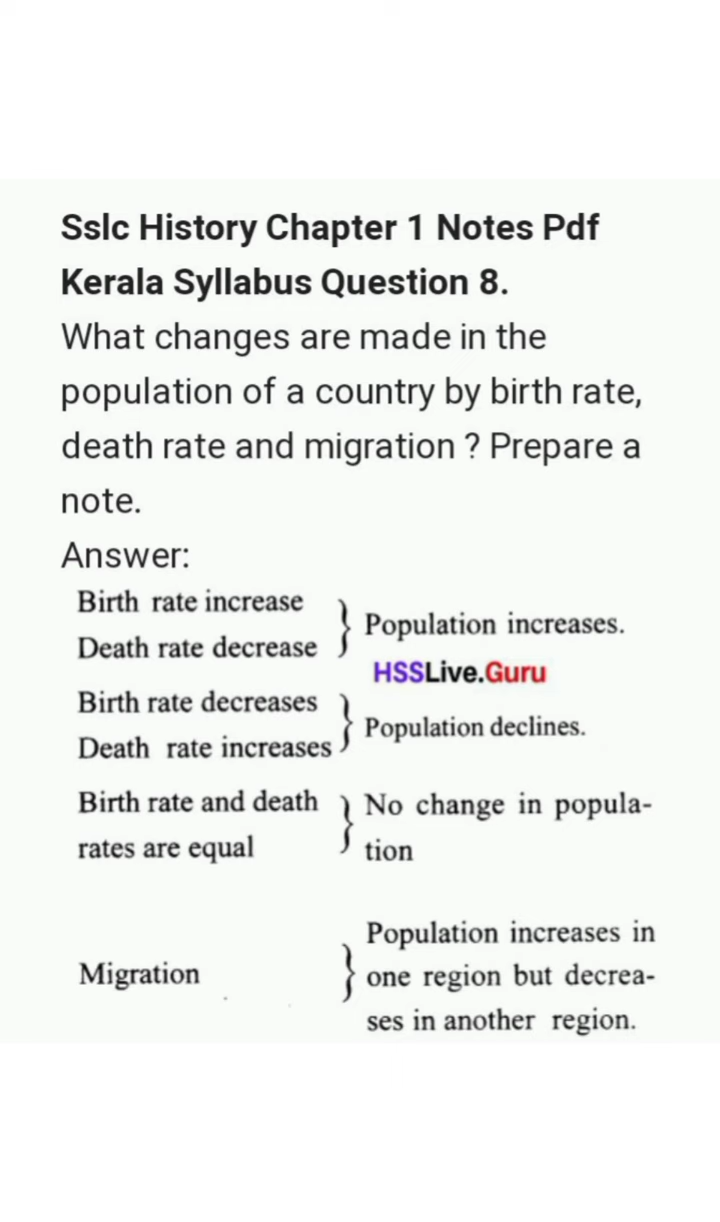 Sslc History Chapter 1 Notes Pdf
Kerala Syllabus Question 8.
What changes are made in the
population of a country by birth rate,
death rate and migration ? Prepare a
note.
Answer:
Birth rate increase
Death rate decrease
} Population increases.
HSSLive.Guru
Birth rate decreases
Death rate increases
} Population declines.
Birth rate and death
rates are equal
} No change in popula-
tion
Migration
} Population increases in
one region but decrea-
ses in another region.